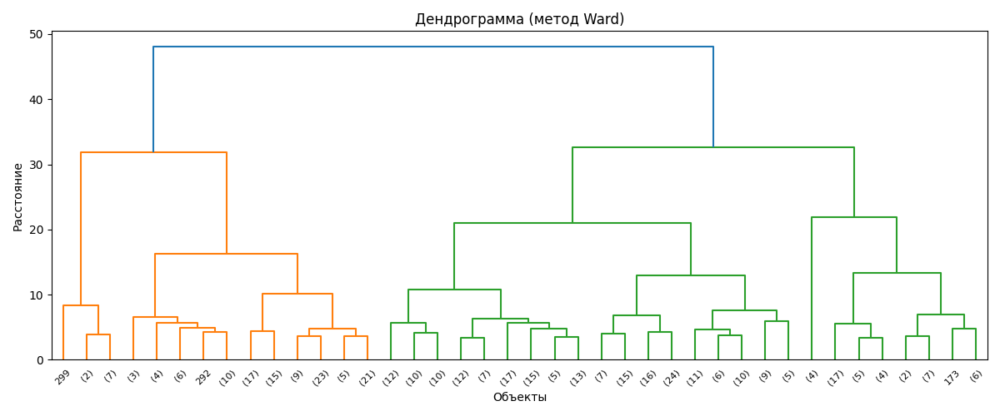 Дендрограмма (метод Ward)
50
40
30
20
10
0
Расстояние
299 (2) (7) (3) (4) (6) 292 (10) (17) (15) (9) (23) (5) (21) (12) (10) (10) (12) (7) (17) (15) (5) (13) (7) (15) (16) (24) (11) (6) (10) (9) (5) (4) (17) (5) (4) (2) (7) 173 (6)
Объекты